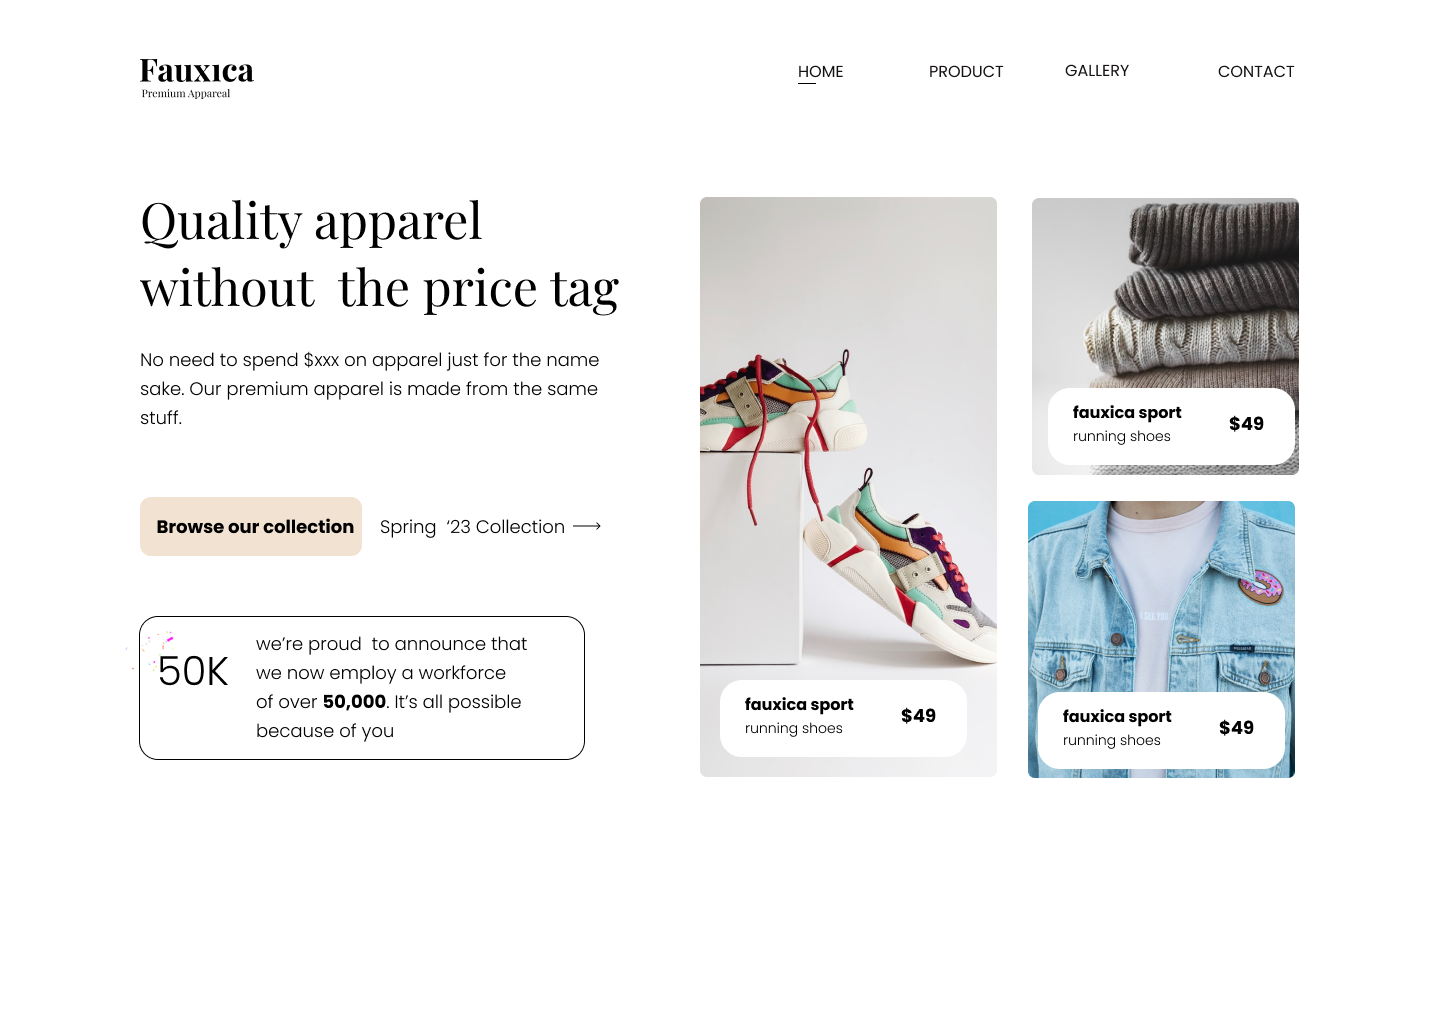 Fauxıca
Premium Appareal
HOME
PRODUCT
GALLERY
CONTACT
Quality apparel
without the price tag
No need to spend $xxx on apparel just for the name
sake. Our premium apparel is made from the same
stuff.
Browse our collection
Spring ‘23 Collection
50K
we’re proud to announce that
we now employ a workforce
of over 50,000. It’s all possible
because of you
fauxica sport
running shoes
$49
fauxica sport
running shoes
$49
fauxica sport
running shoes
$49